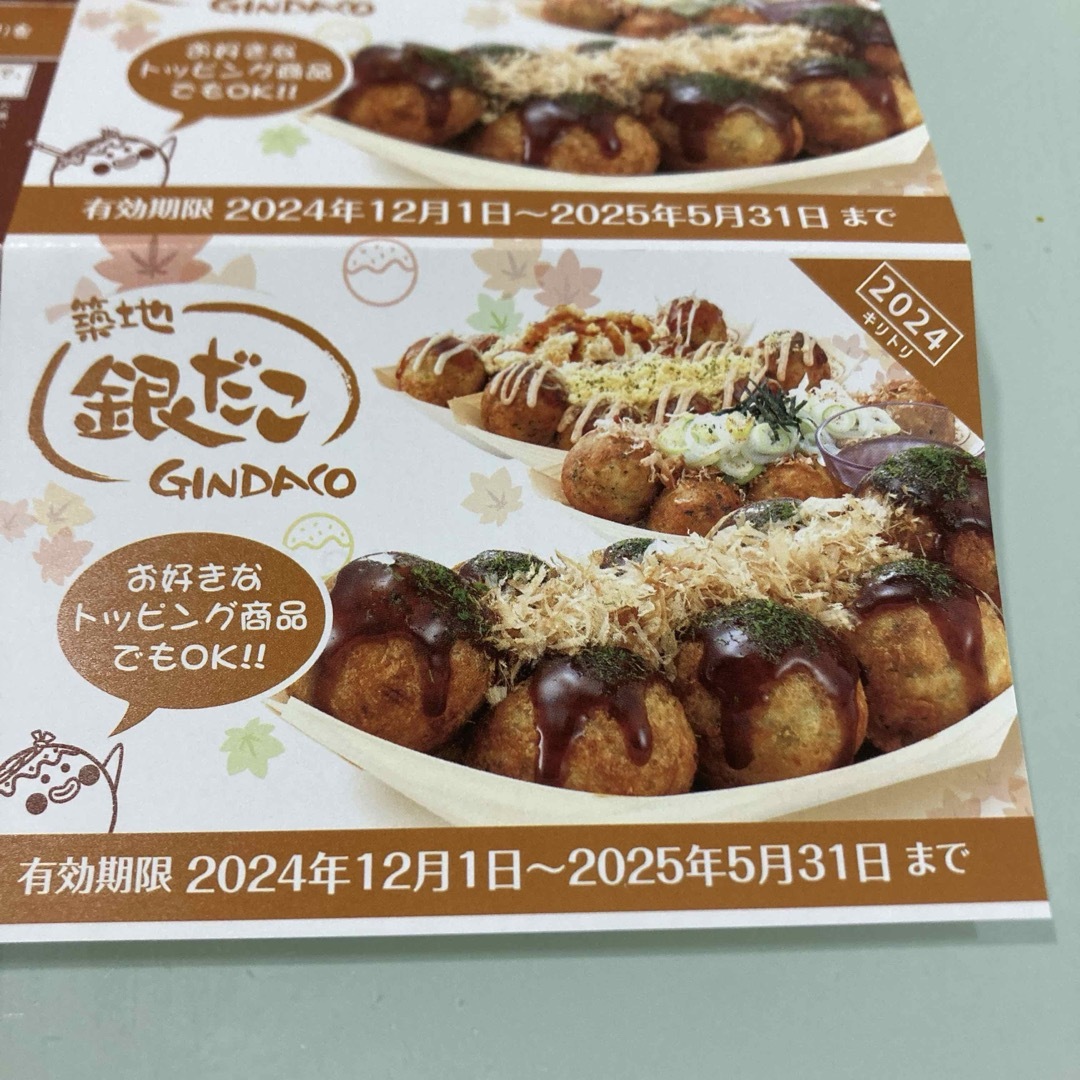 GINDACO
お好きな
トッピング商品
でもOK!!
有効期限 2024年12月1日～2025年5月31日 まで
築地
銀だこ
GINDACO
2024
キリトリ
お好きな
トッピング商品
でもOK!!
有効期限 2024年12月1日～2025年5月31日 まで